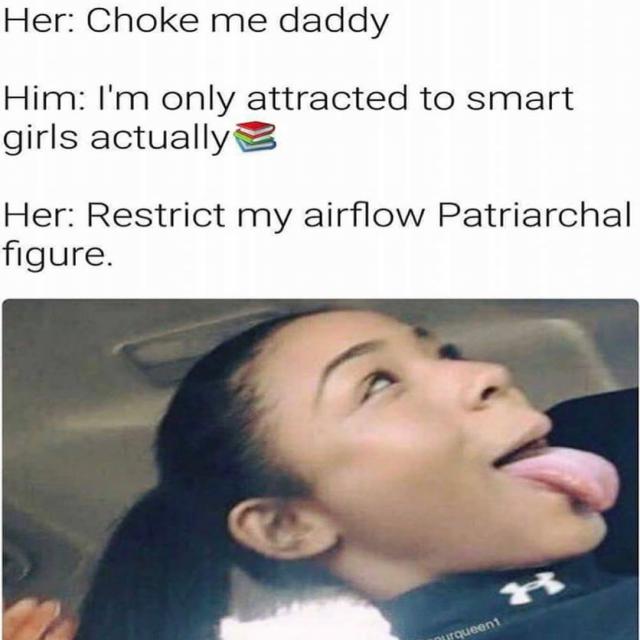 Her: Choke me daddy
Him: I'm only attracted to smart
girls actually📚
Her: Restrict my airflow Patriarchal
figure.